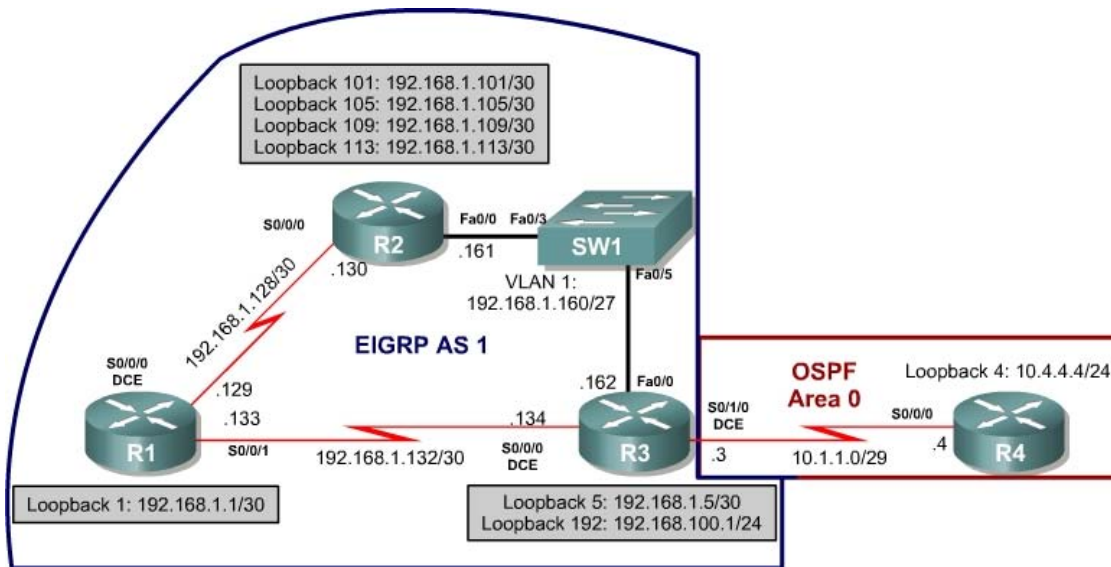 Loopback 101: 192.168.1.101/30
Loopback 105: 192.168.1.105/30
Loopback 109: 192.168.1.109/30
Loopback 113: 192.168.1.113/30
S0/0/0
R2
Fa0/0
Fa0/3
SW1
.130
.161
Fa0/5
VLAN 1:
192.168.1.160/27
192.168.1.128/30
EIGRP AS 1
OSPF
Area 0
Loopback 4: 10.4.4.4/24
S0/0/0
DCE
.129
.133
R1
S0/0/1
192.168.1.132/30
.134
S0/0/0
DCE
.162
Fa0/0
R3
S0/1/0
DCE
.3
10.1.1.0/29
S0/0/0
.4
R4
Loopback 1: 192.168.1.1/30
Loopback 5: 192.168.1.5/30
Loopback 192: 192.168.100.1/24